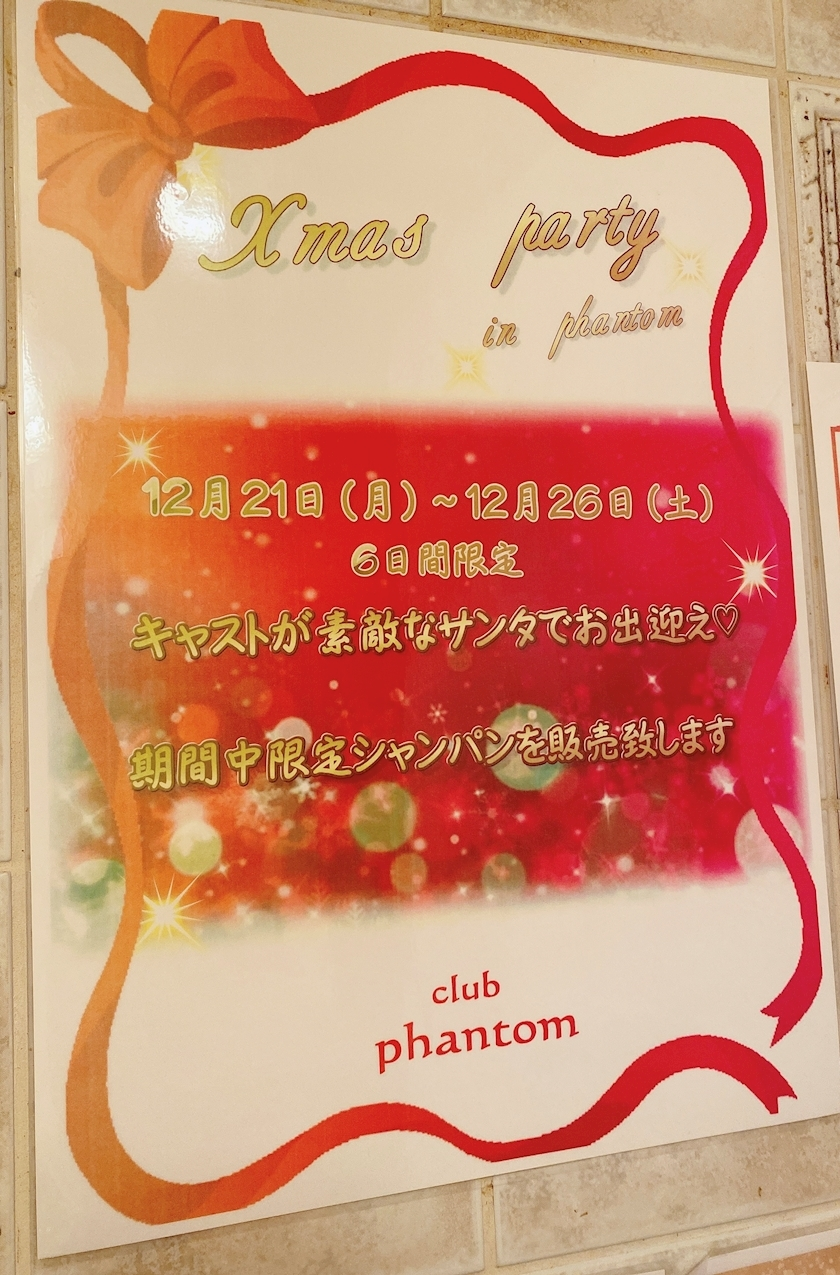 Xmas party
in phantom
12月21日(月)~12月26日(土)
6日間限定
キャストが素敵なサンタでお出迎え♡
期間中限定シャンパンを販売致します
club
phantom